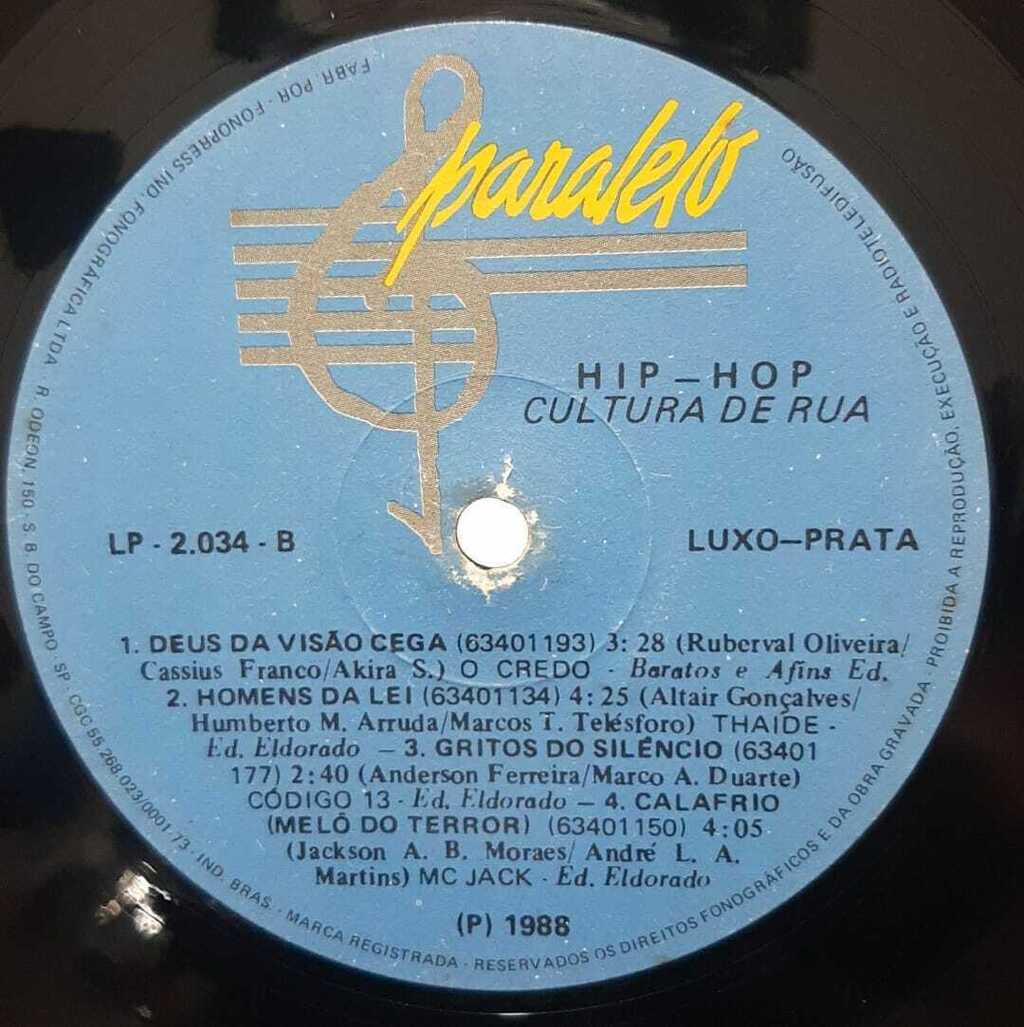 paralelo
HIP-HOP
CULTURA DE RUA
LP - 2.034 - B
LUXO-PRATA
1. DEUS DA VISÃO CEGA (63401193) 3: 28 (Ruberval Oliveira/
Cassius Franco/Akira S.) O CREDO - Baratos e Afins Ed.
2. HOMENS DA LEI (63401134) 4: 25 (Altair Gonçalves/
Humberto M. Arruda/Marcos T. Telésforo) THAIDE -
Ed. Eldorado - 3. GRITOS DO SILÊNCIO (63401
177) 2:40 (Anderson Ferreira/Marco A. Duarte)
CÓDIGO 13 - Ed. Eldorado - 4. CALAFRIO
(MELÔ DO TERROR) (63401150) 4:05
(Jackson A. B. Moraes/ André L. A.
Martins) MC JACK - Ed. Eldorado
(P) 1988
FABR. POR - FONOPRESS IND. FONOGRÁFICA LTDA. R. ODEON, 150 - S. B. DO CAMPO - SP - CGC 55.268.023/0001 73 - IND. BRAS. - MARCA REGISTRADA - RESERVADOS OS DIREITOS FONOGRÁFICOS E DA OBRA GRAVADA - PROIBIDA A REPRODUÇÃO, EXECUÇÃO E RADIOTELEDIFUSÃO